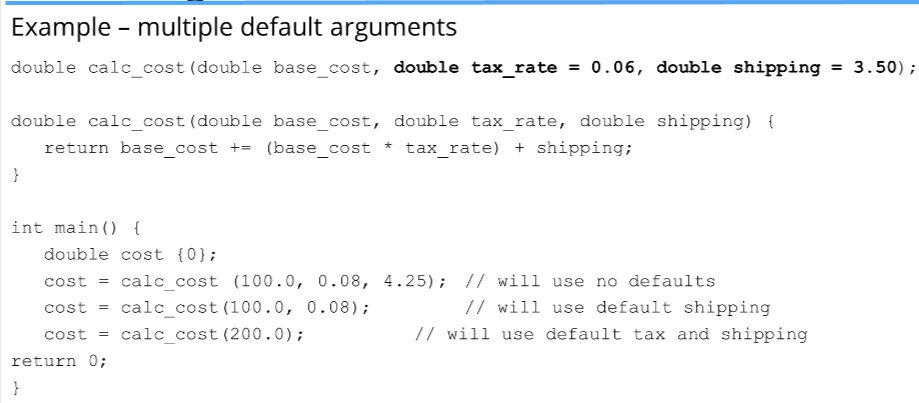 Example – multiple default arguments
double calc_cost(double base_cost, double tax_rate = 0.06, double shipping = 3.50);
double calc_cost(double base_cost, double tax_rate, double shipping) {
return base_cost += (base_cost * tax_rate) + shipping;
}
int main() {
double cost {0};
cost = calc_cost (100.0, 0.08, 4.25); // will use no defaults
cost = calc_cost(100.0, 0.08); // will use default shipping
cost = calc_cost(200.0); // will use default tax and shipping
return 0;
}